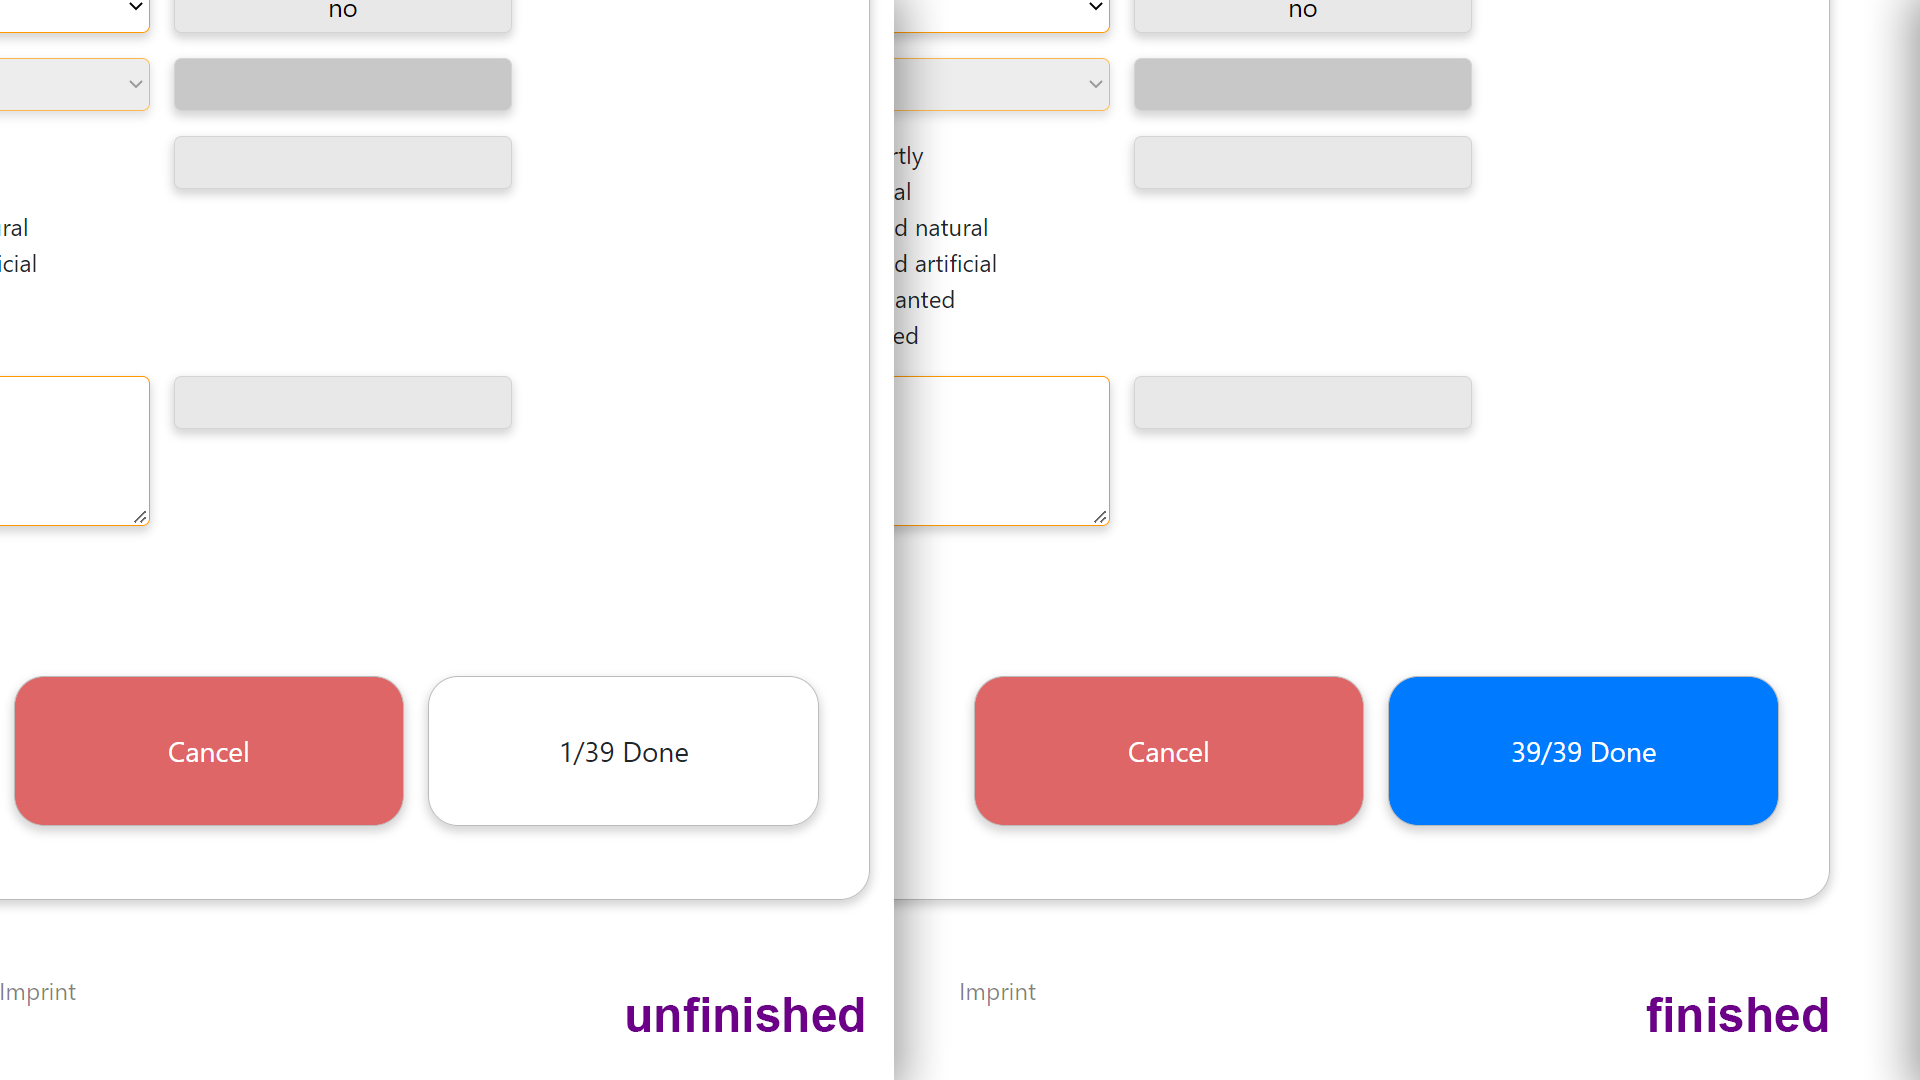 no
ral
icial
Cancel
1/39 Done
Imprint
unfinished
no
rtly
al
d natural
d artificial
anted
ed
Cancel
39/39 Done
Imprint
finished